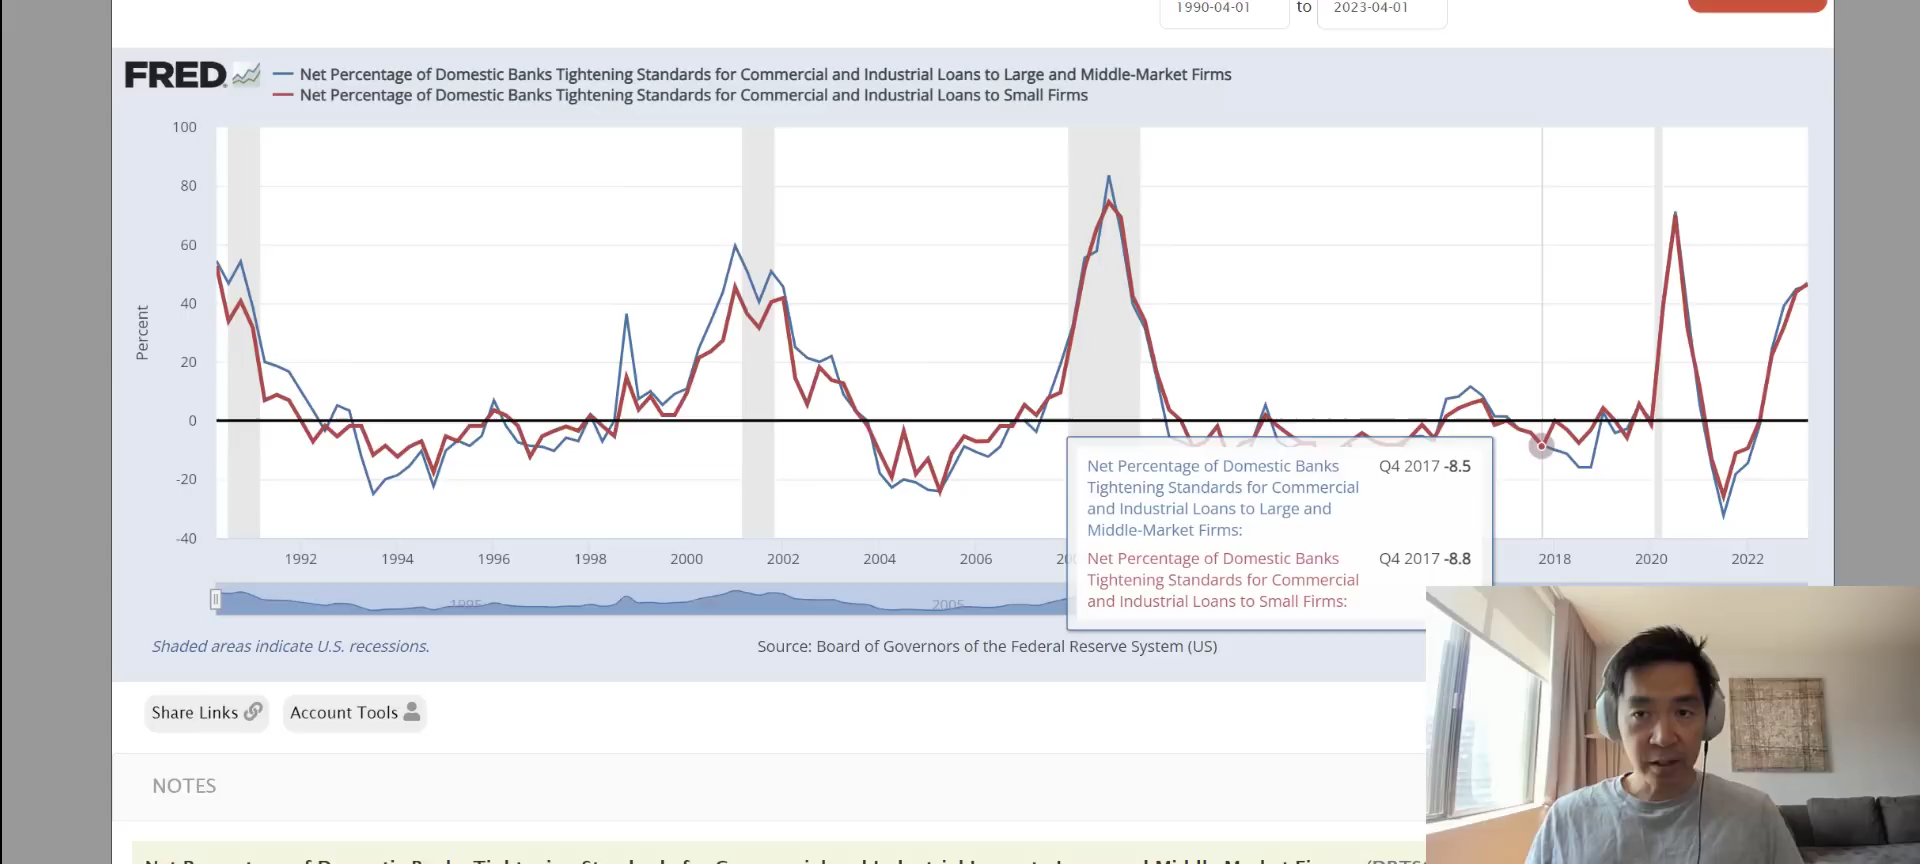 1990-04-01 to 2023-04-01
FRED
Net Percentage of Domestic Banks Tightening Standards for Commercial and Industrial Loans to Large and Middle-Market Firms
Net Percentage of Domestic Banks Tightening Standards for Commercial and Industrial Loans to Small Firms
Percent
100
80
60
40
20
0
-20
-40
1992 1994 1996 1998 2000 2002 2004 2006 2018 2020 2022
Net Percentage of Domestic Banks Q4 2017 -8.5
Tightening Standards for Commercial
and Industrial Loans to Large and
Middle-Market Firms:
Net Percentage of Domestic Banks Q4 2017 -8.8
Tightening Standards for Commercial
and Industrial Loans to Small Firms:
1995 2005
Shaded areas indicate U.S. recessions.
Source: Board of Governors of the Federal Reserve System (US)
Share Links
Account Tools
NOTES